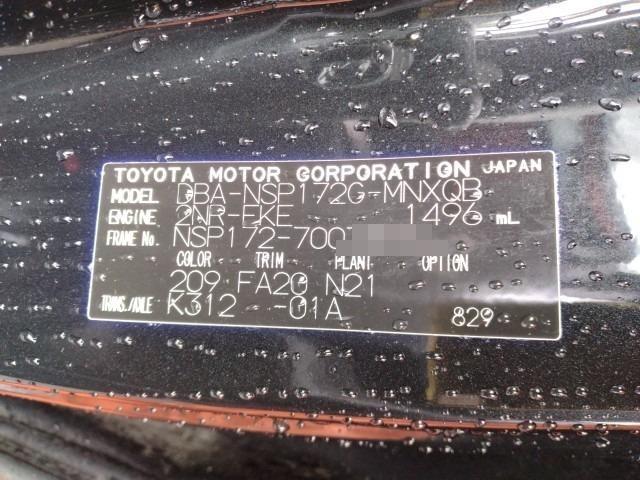 TOYOTA MOTOR CORPORATION JAPAN
MODEL DBA-NSP172G-MNXQB
ENGINE 2NR-FKE 1496 mL
FRAME No. NSP172-700
COLOR TRIM PLANT OPTION
209 FA20 N21
TRANS./AXLE K312 -01A 829